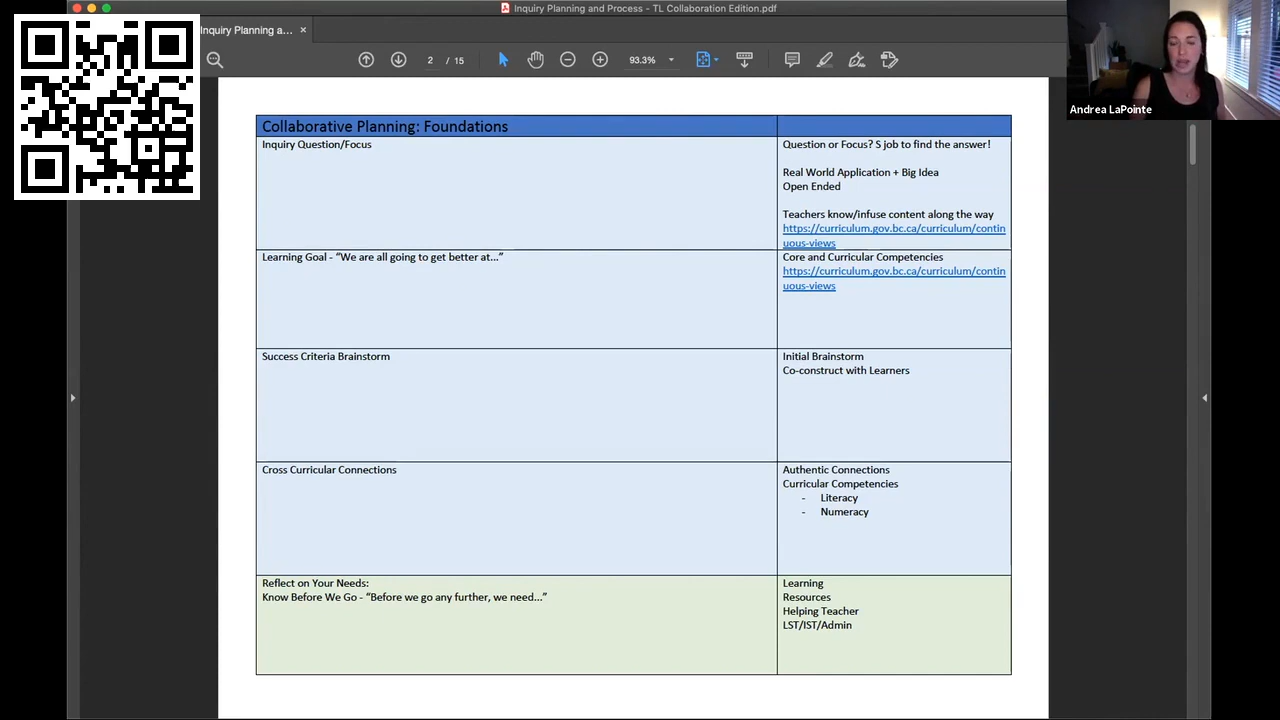 Inquiry Planning and Process - TL Collaboration Edition.pdf
Inquiry Planning a... ×
2 / 15
93.3%
Andrea LaPointe
Collaborative Planning: Foundations
Inquiry Question/Focus
Question or Focus? S job to find the answer!
Real World Application + Big Idea
Open Ended
Teachers know/infuse content along the way
https://curriculum.gov.bc.ca/curriculum/contin
uous-views
Learning Goal - “We are all going to get better at...”
Core and Curricular Competencies
https://curriculum.gov.bc.ca/curriculum/contin
uous-views
Success Criteria Brainstorm
Initial Brainstorm
Co-construct with Learners
Cross Curricular Connections
Authentic Connections
Curricular Competencies
- Literacy
- Numeracy
Reflect on Your Needs:
Know Before We Go - “Before we go any further, we need...”
Learning
Resources
Helping Teacher
LST/IST/Admin